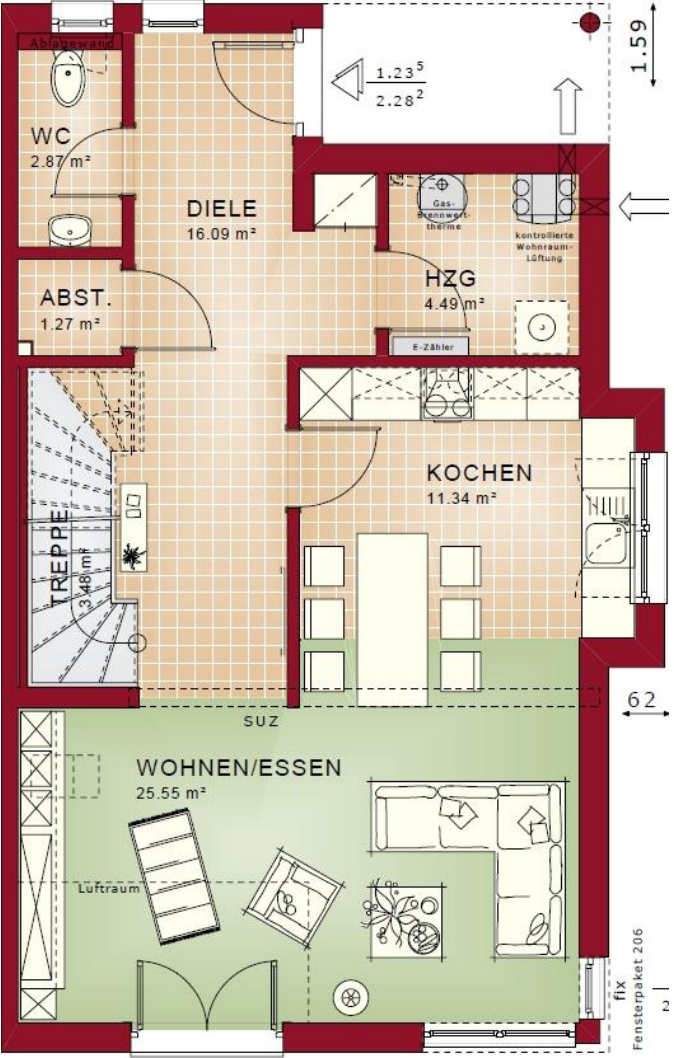 Ablagewand
1.59
1.23⁵
2.28²
WC
2.87 m²
DIELE
16.09 m²
Gas-
Brennwert-
therme
kontrollierte
Wohnraum-
Lüftung
HZG
4.49 m²
ABST.
1.27 m²
E-Zähler
KOCHEN
11.34 m²
TREPPE
3.48 m²
62
SUZ
WOHNEN/ESSEN
25.55 m²
Luftraum
fix
Fensterpaket 206
2